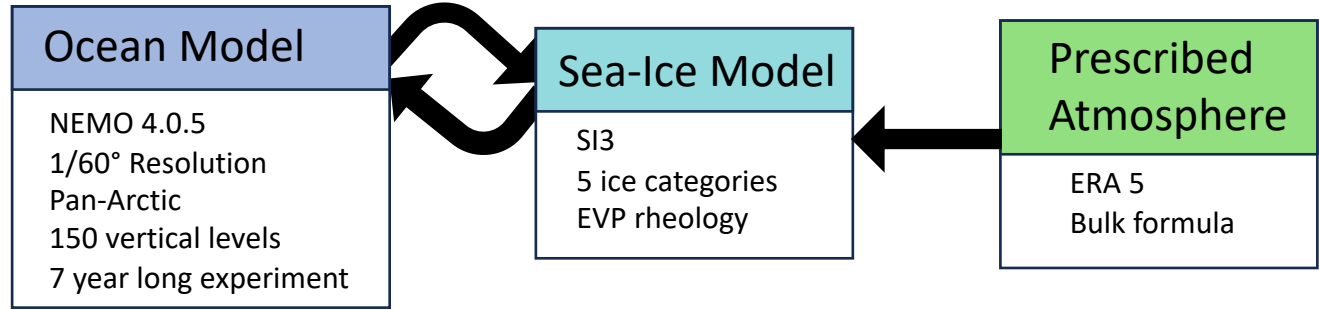 Ocean Model
NEMO 4.0.5
1/60° Resolution
Pan-Arctic
150 vertical levels
7 year long experiment
Sea-Ice Model
SI3
5 ice categories
EVP rheology
Prescribed
Atmosphere
ERA 5
Bulk formula